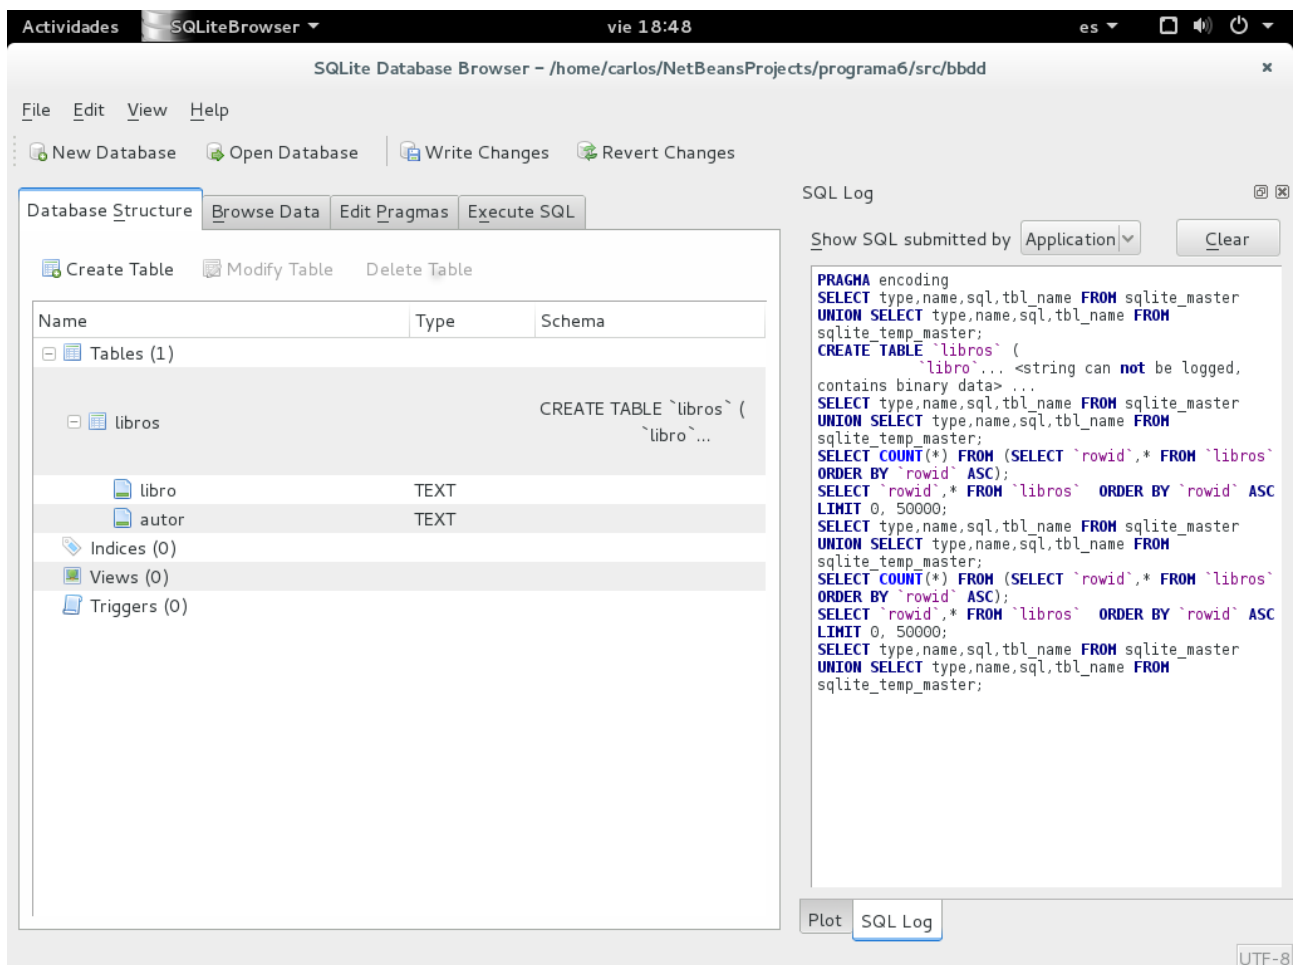 Actividades SQLiteBrowser vie 18:48 es
SQLite Database Browser – /home/carlos/NetBeansProjects/programa6/src/bbdd
File Edit View Help
New Database Open Database Write Changes Revert Changes
Database Structure Browse Data Edit Pragmas Execute SQL
Create Table Modify Table Delete Table
Name Type Schema
Tables (1)
libros CREATE TABLE `libros` (
`libro`...
libro TEXT
autor TEXT
Indices (0)
Views (0)
Triggers (0)
SQL Log
Show SQL submitted by Application Clear
PRAGMA encoding
SELECT type,name,sql,tbl_name FROM sqlite_master
UNION SELECT type,name,sql,tbl_name FROM
sqlite_temp_master;
CREATE TABLE `libros` (
`libro`... <string can not be logged,
contains binary data> ...
SELECT type,name,sql,tbl_name FROM sqlite_master
UNION SELECT type,name,sql,tbl_name FROM
sqlite_temp_master;
SELECT COUNT(*) FROM (SELECT `rowid`,* FROM `libros`
ORDER BY `rowid` ASC);
SELECT `rowid`,* FROM `libros` ORDER BY `rowid` ASC
LIMIT 0, 50000;
SELECT type,name,sql,tbl_name FROM sqlite_master
UNION SELECT type,name,sql,tbl_name FROM
sqlite_temp_master;
SELECT COUNT(*) FROM (SELECT `rowid`,* FROM `libros`
ORDER BY `rowid` ASC);
SELECT `rowid`,* FROM `libros` ORDER BY `rowid` ASC
LIMIT 0, 50000;
SELECT type,name,sql,tbl_name FROM sqlite_master
UNION SELECT type,name,sql,tbl_name FROM
sqlite_temp_master;
Plot SQL Log
UTF-8